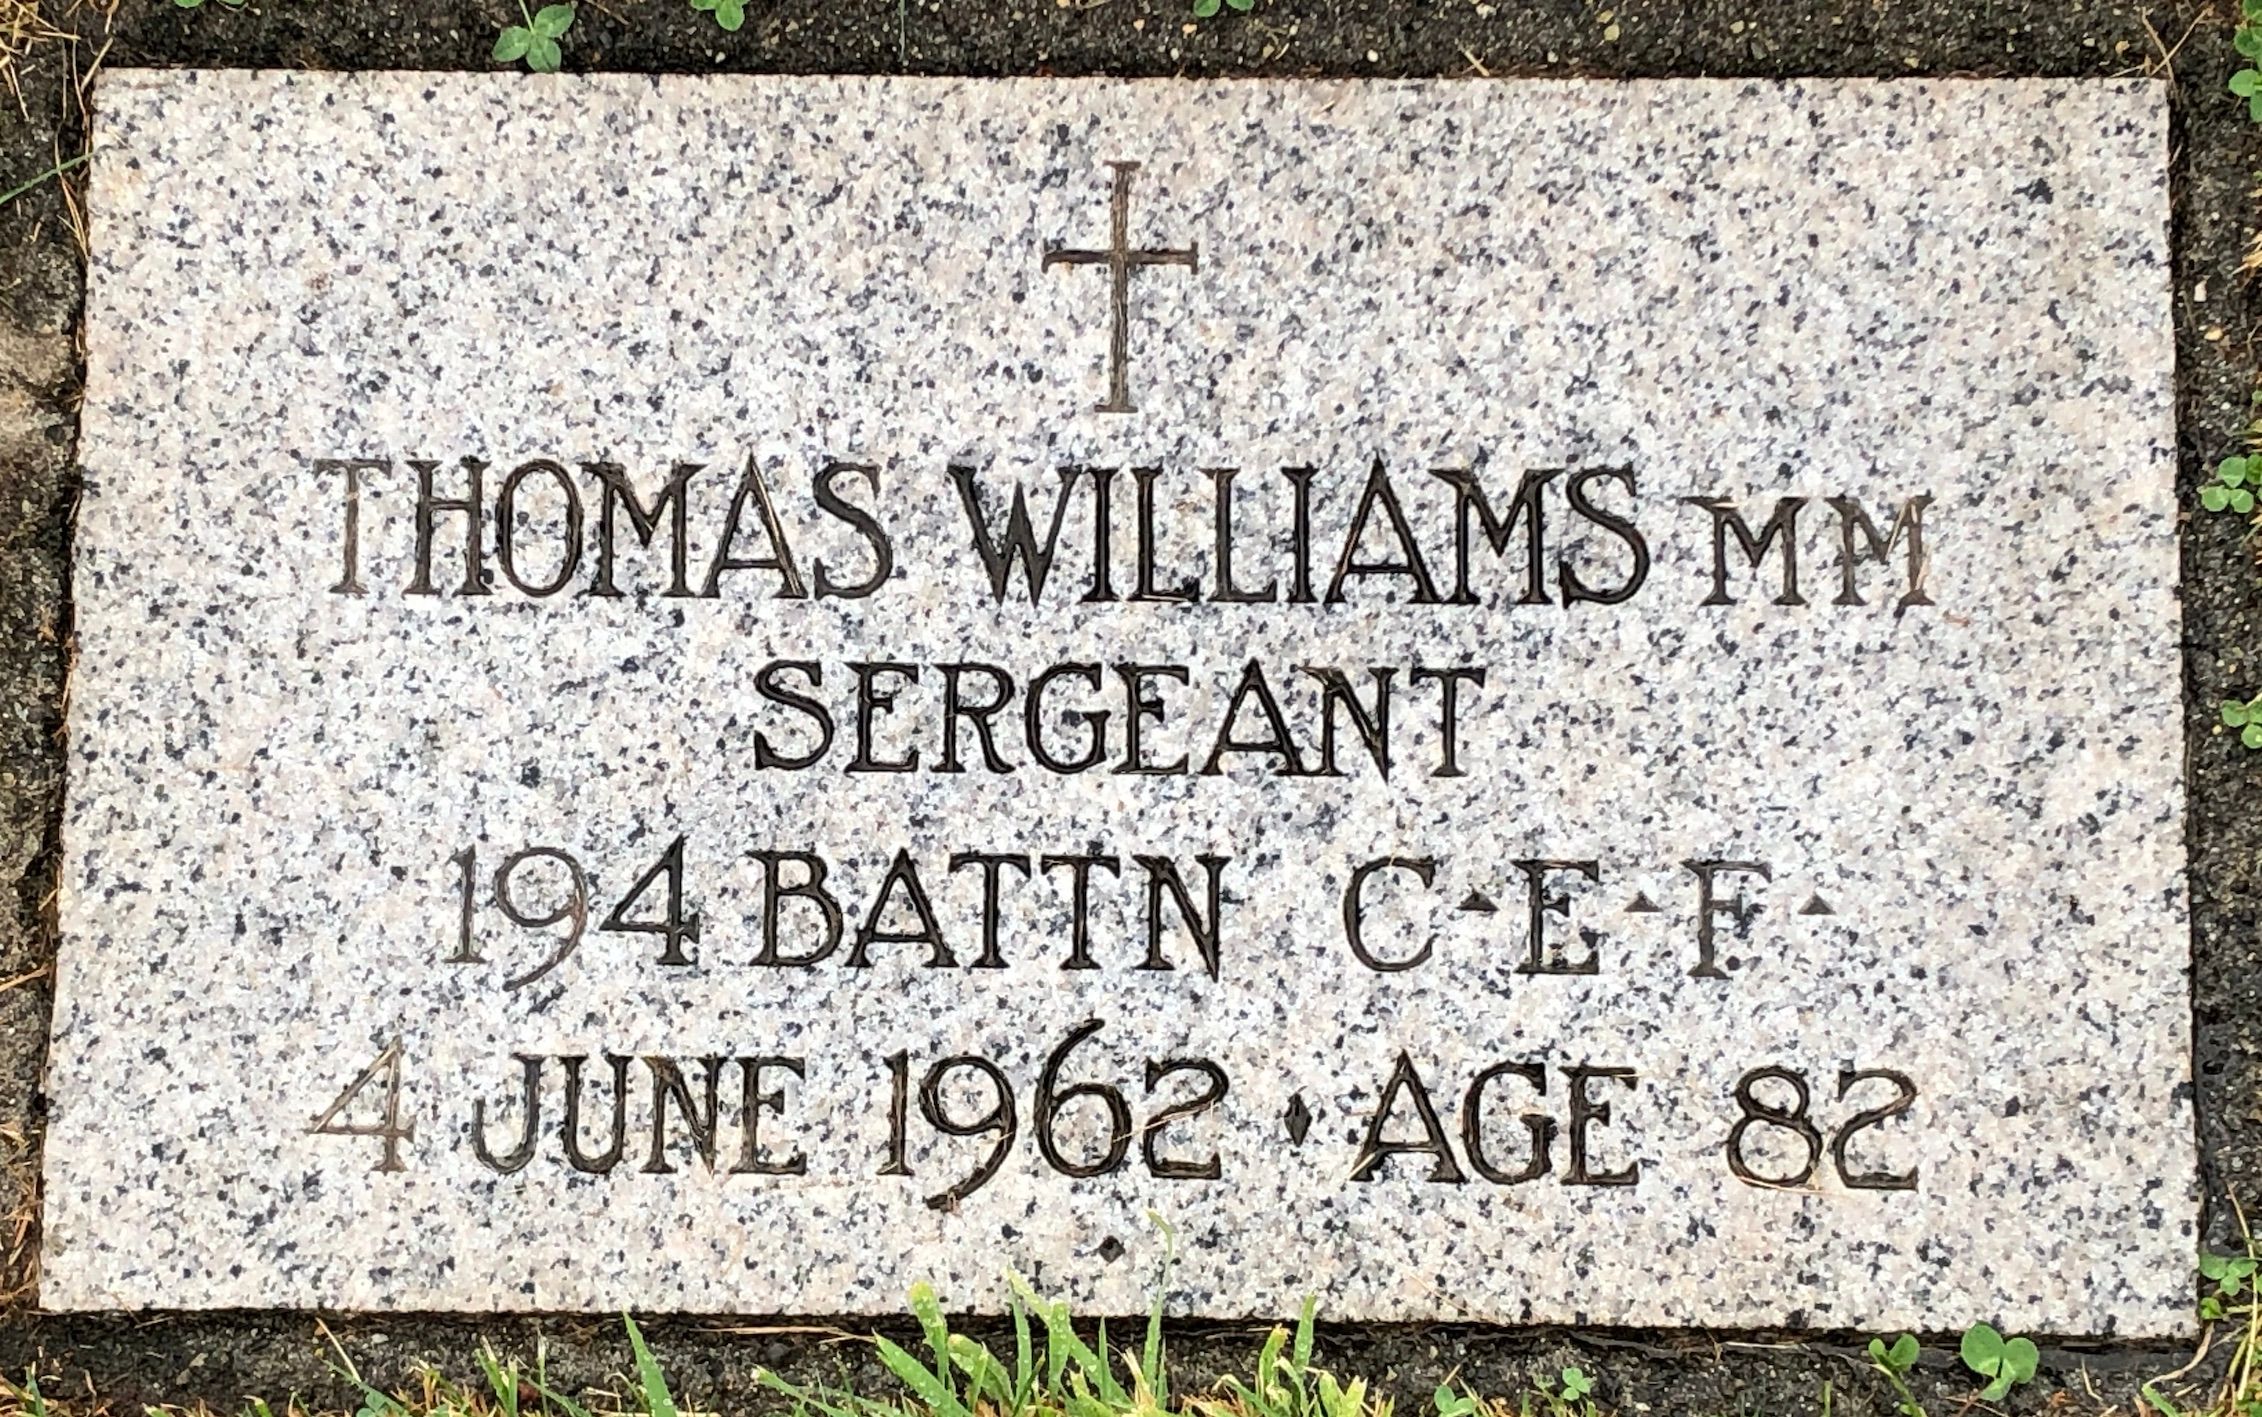 THOMAS WILLIAMS MM
SERGEANT
194 BATTN C.E.F.
4 JUNE 1962 · AGE 82